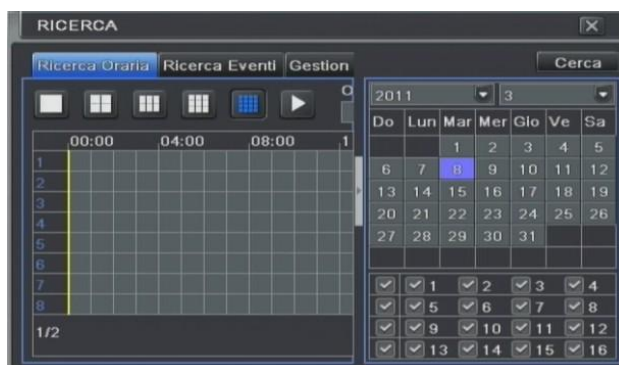 RICERCA
Ricerca Oraria Ricerca Eventi Gestion
Cerca
00:00 04:00 08:00 1
1
2
3
4
5
6
7
8
1/2
2011 3
Do Lun Mar Mer Gio Ve Sa
1 2 3 4 5
6 7 8 9 10 11 12
13 14 15 16 17 18 19
20 21 22 23 24 25 26
27 28 29 30 31
1 2 3 4
5 6 7 8
9 10 11 12
13 14 15 16